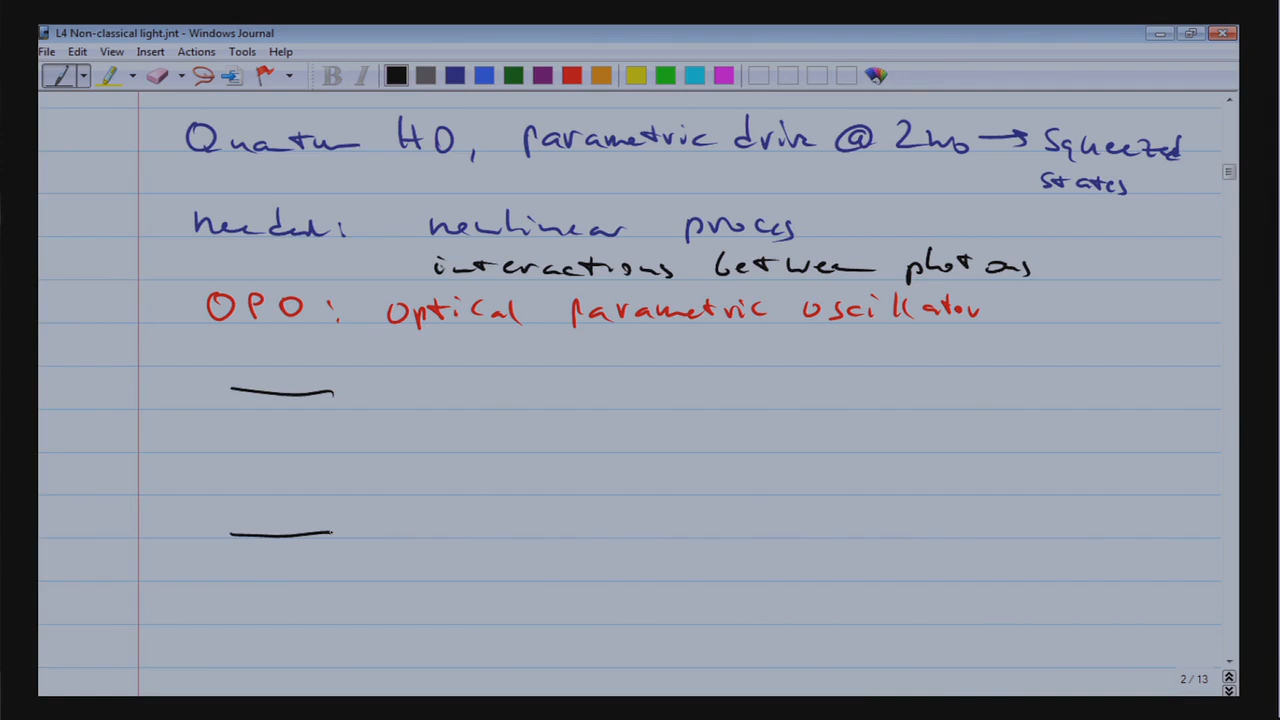 L4 Non-classical light.jnt - Windows Journal
File Edit View Insert Actions Tools Help
Quantum HO, parametric drive @ 2ω₀ → Squeezed
states
needed: nonlinear proces
interactions between photons
OPO: Optical parametric oscillator
2 / 13